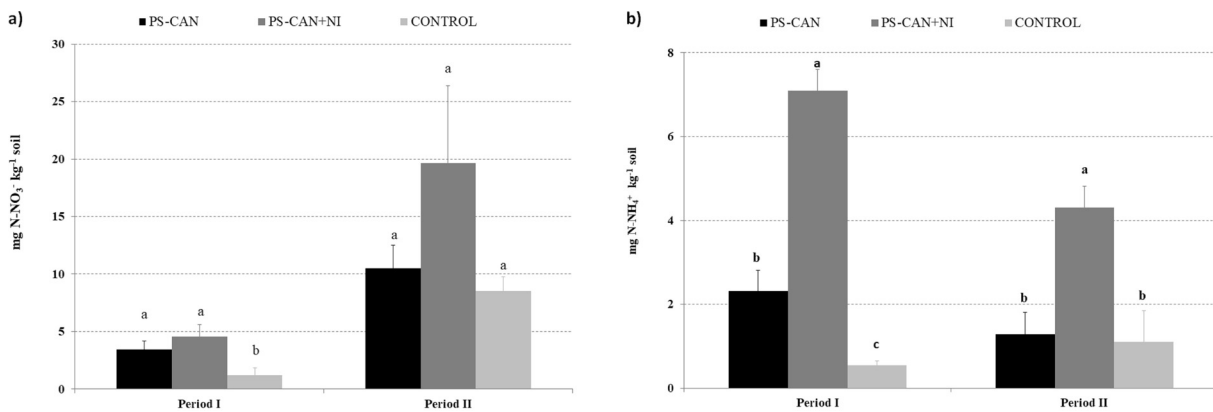 a)
PS-CAN PS-CAN+NI CONTROL
30
25
20
15
10
5
0
mg N-NO₃⁻ kg⁻¹ soil
a
a
b
a
a
a
Period I Period II
b)
PS-CAN PS-CAN+NI CONTROL
8
6
4
2
0
mg N-NH₄⁺ kg⁻¹ soil
b
a
c
b
a
b
Period I Period II